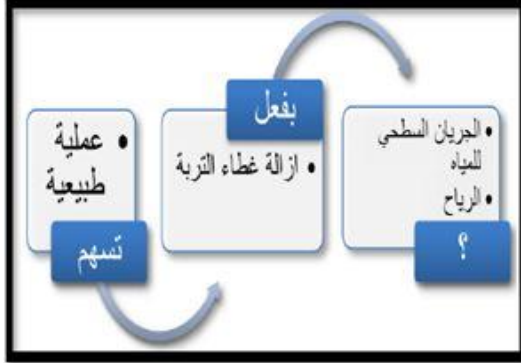 • عملية
طبيعية
تسهم
بفعل
• ازالة غطاء التربة
• الجريان السطحي
للمياه
• الرياح
؟